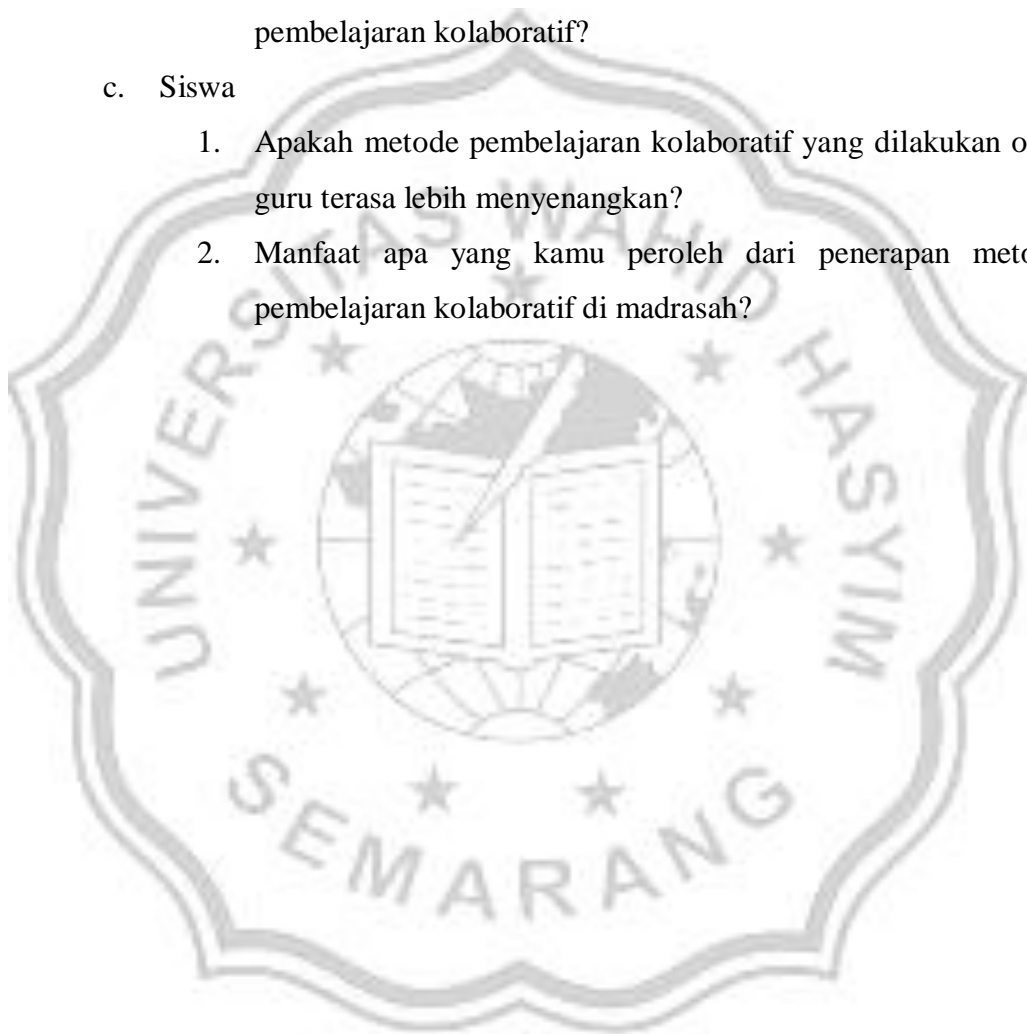 pembelajaran kolaboratif?
c. Siswa
1. Apakah metode pembelajaran kolaboratif yang dilakukan o
guru terasa lebih menyenangkan?
2. Manfaat apa yang kamu peroleh dari penerapan meto
pembelajaran kolaboratif di madrasah?
UNIVERSITAS WAHID HASYIM
SEMARANG